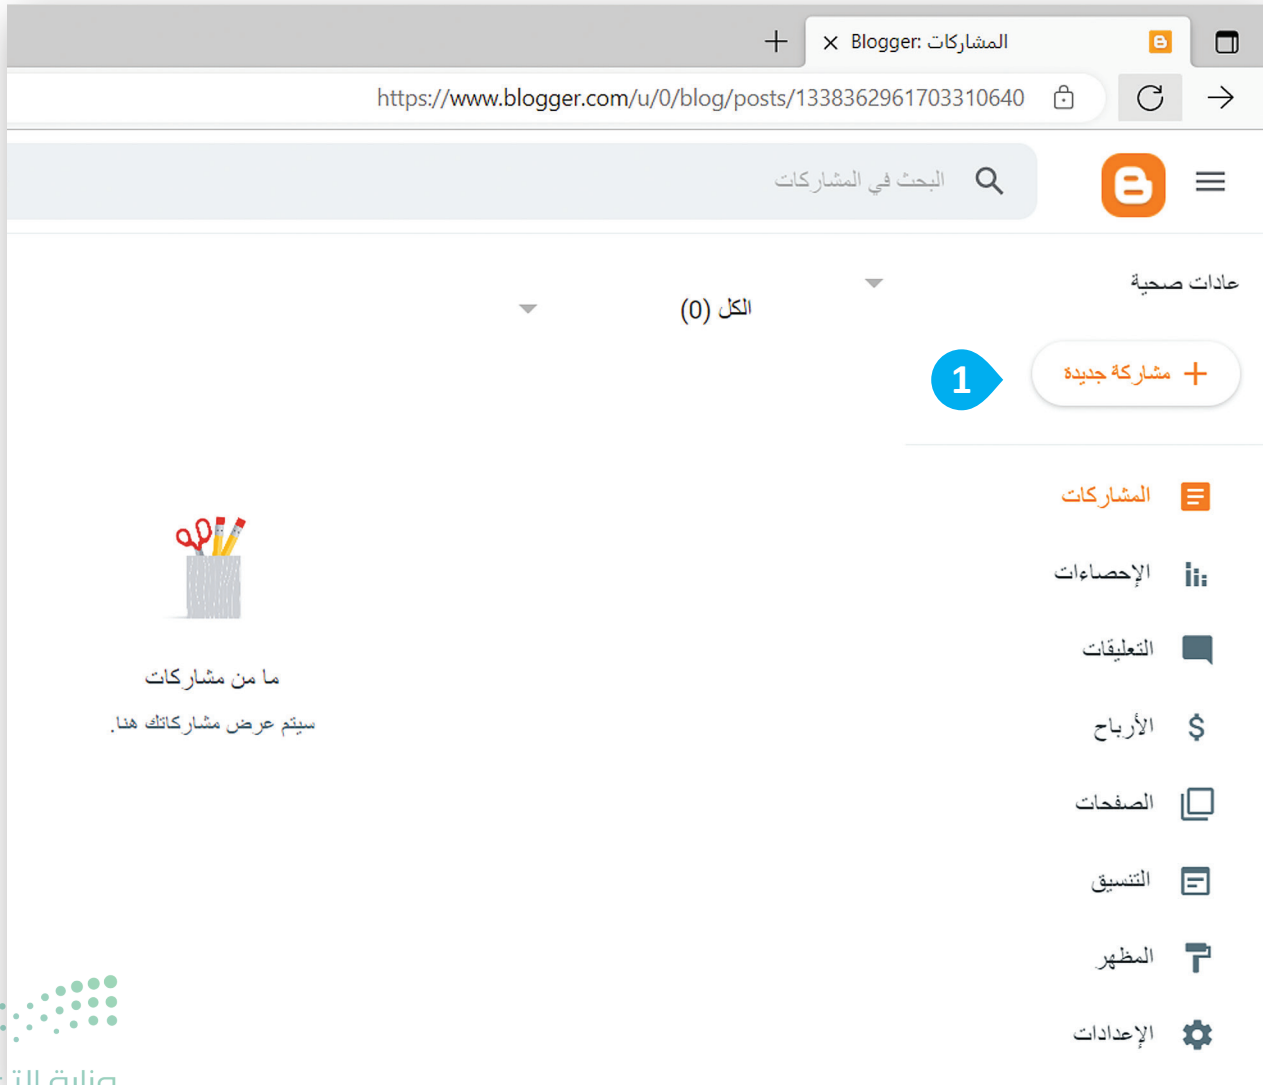 Blogger: المشاركات
https://www.blogger.com/u/0/blog/posts/1338362961703310640
البحث في المشاركات
عادات صحية
الكل (0)
مشاركة جديدة
1
المشاركات
الإحصاءات
التعليقات
الأرباح
الصفحات
التنسيق
المظهر
الإعدادات
ما من مشاركات
سيتم عرض مشاركاتك هنا.
وزارة